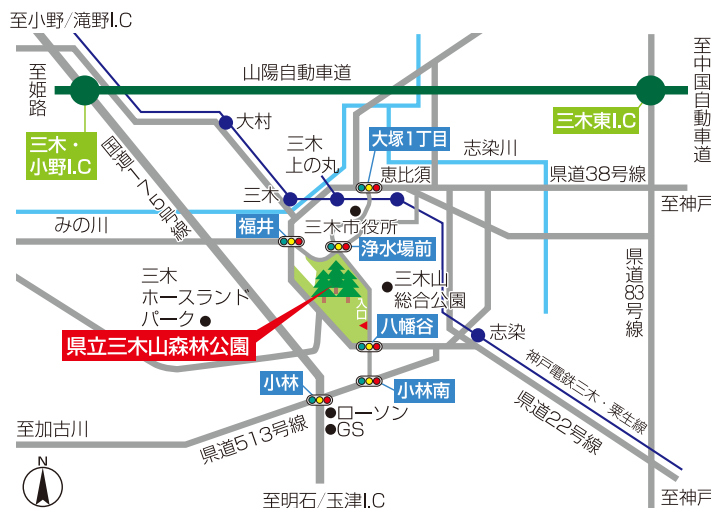 至小野/滝野I.C
至姫路
山陽自動車道
至中国自動車道
大村
三木・
小野I.C
三木東I.C
国道175号線
三木
上の丸
大塚1丁目
志染川
恵比須
県道38号線
三木
至神戸
みの川
福井
三木市役所
浄水場前
県道83号線
三木
ホースランド
パーク
三木山
総合公園
入口
県立三木山森林公園
八幡谷
志染
神戸電鉄三木・粟生線
小林
小林南
県道22号線
ローソン
GS
至加古川
県道513号線
N
至明石/玉津I.C
至神戸